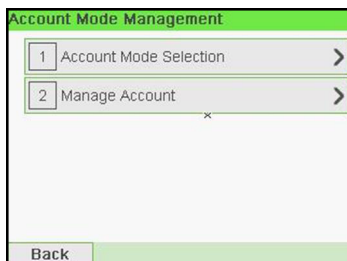 Account Mode Management
1 Account Mode Selection
2 Manage Account
Back